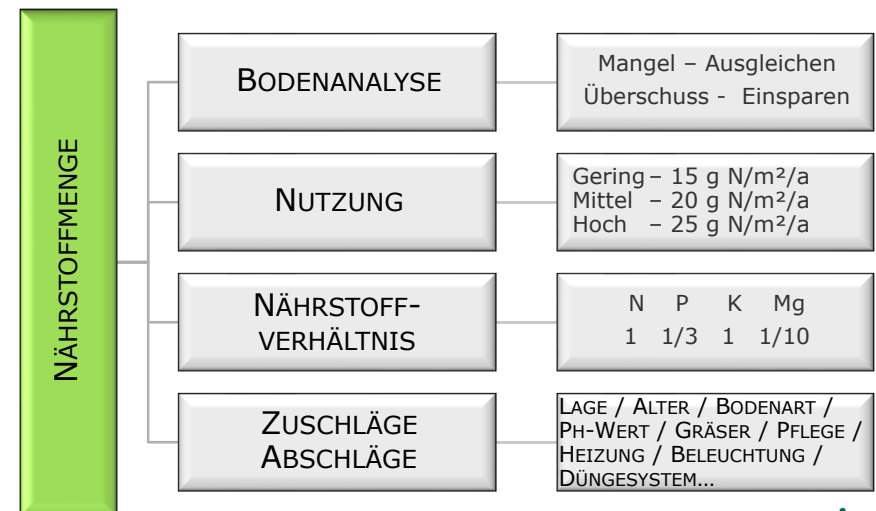 NÄHRSTOFFMENGE
BODENANALYSE
Mangel – Ausgleichen
Überschuss - Einsparen
NUTZUNG
Gering – 15 g N/m²/a
Mittel – 20 g N/m²/a
Hoch – 25 g N/m²/a
NÄHRSTOFF-
VERHÄLTNIS
N P K Mg
1 1/3 1 1/10
ZUSCHLÄGE
ABSCHLÄGE
LAGE / ALTER / BODENART /
PH-WERT / GRÄSER / PFLEGE /
HEIZUNG / BELEUCHTUNG /
DÜNGESYSTEM...